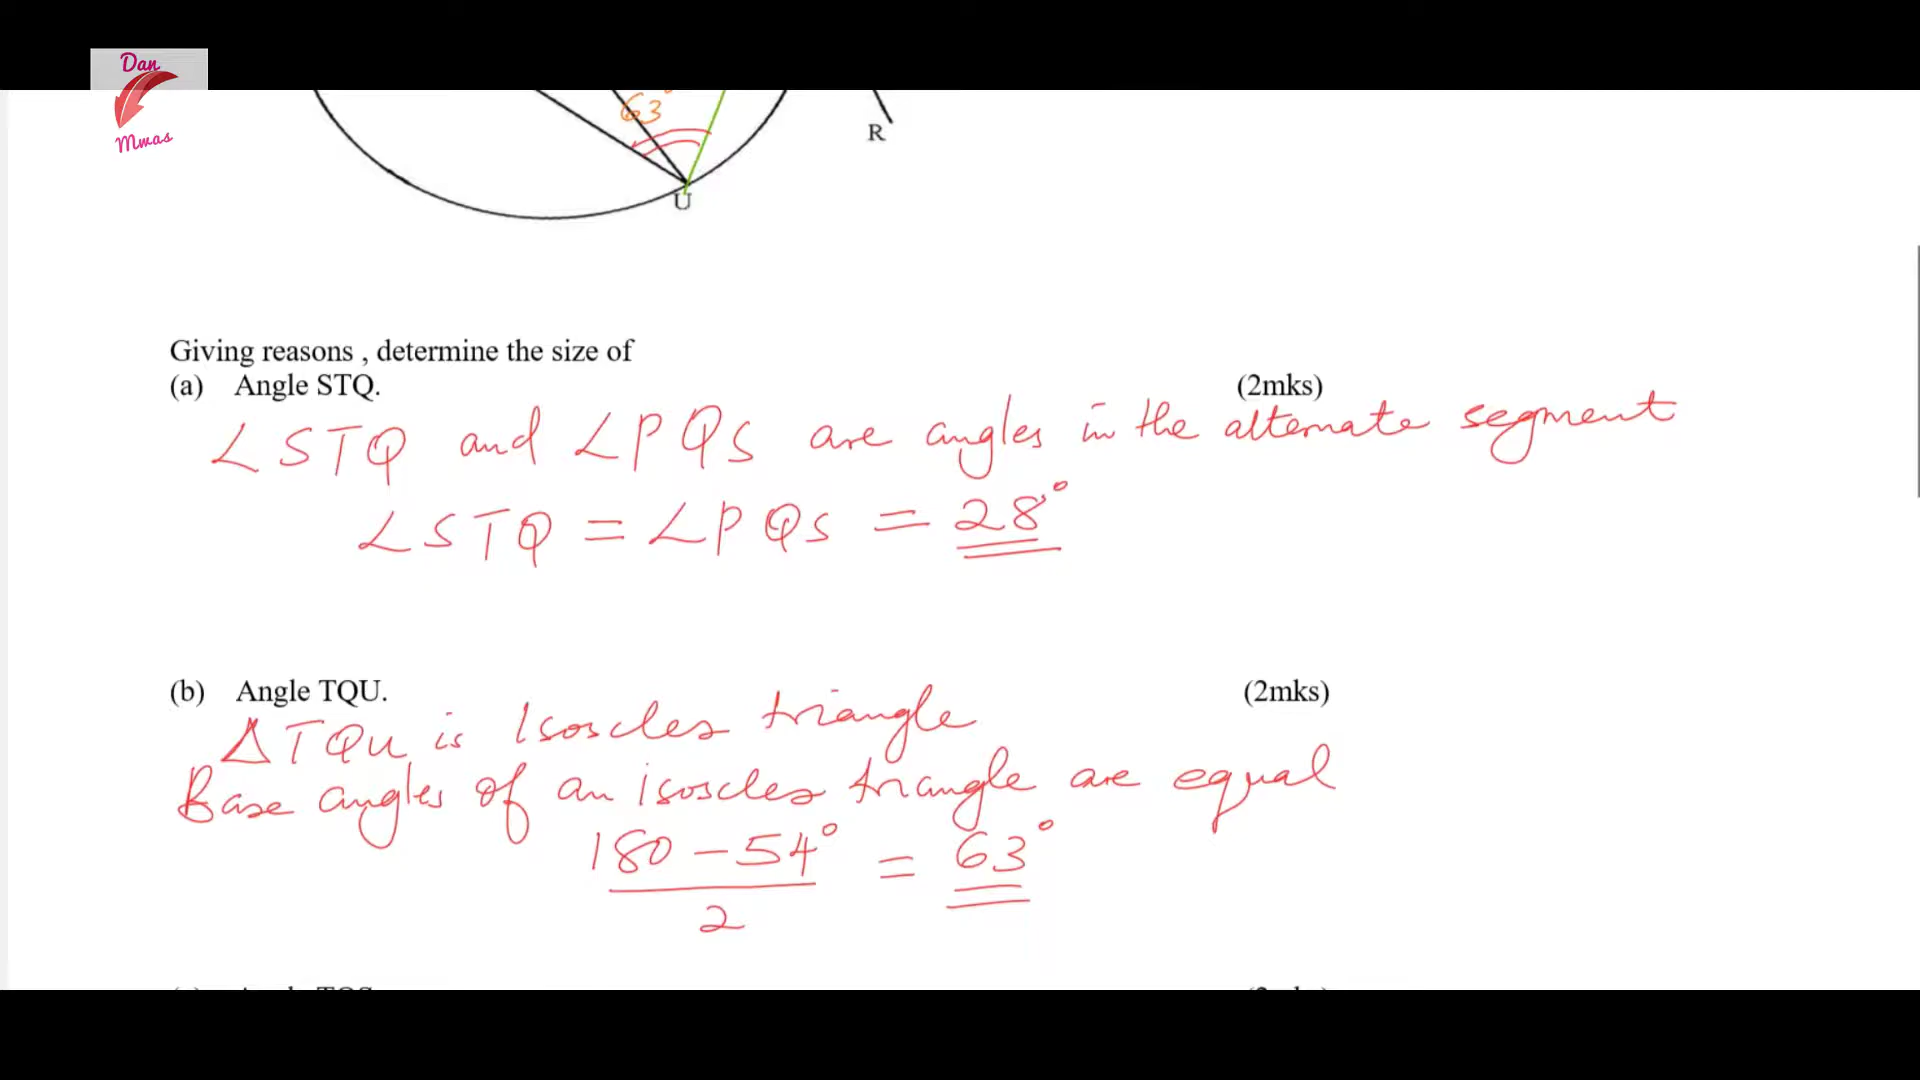 Dan
Mwas
63°
R
U
Giving reasons , determine the size of
(a) Angle STQ. (2mks)
∠STQ and ∠PQS are angles in the alternate segment
∠STQ = ∠PQS = 28°
(b) Angle TQU. (2mks)
ΔTQU is Isoscles triangle
Base angles of an isoscles triangle are equal
180 – 54° = 63°
2